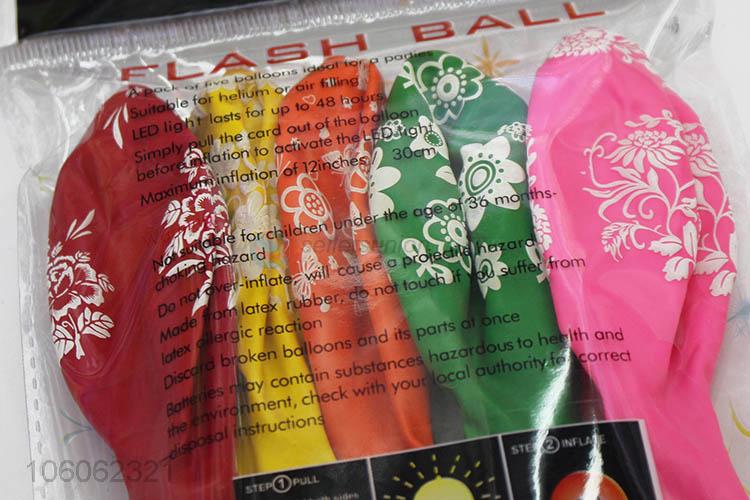 FLASH BALL
A pack of five balloons ideal for a padies
Suitable for helium or air filling
LED light lasts for up to 48 hours
Simply pull the card out of the balloon
before inflation to activate the LED light
Maximum inflation of 12inches 30cm
Not suitable for children under the age of 36 months-
choking hazard
Do not over-inflate, will cause a projectile hazard
Made from latex rubber, do not touch if you suffer from
latex allergic reaction
Discard broken balloons and its parts at once
Batteries may contain substances hazardous to health and
the environment, check with your local authority for correct
disposal instructions
STEP 1 PULL
STEP 2 INFLATE
106062321